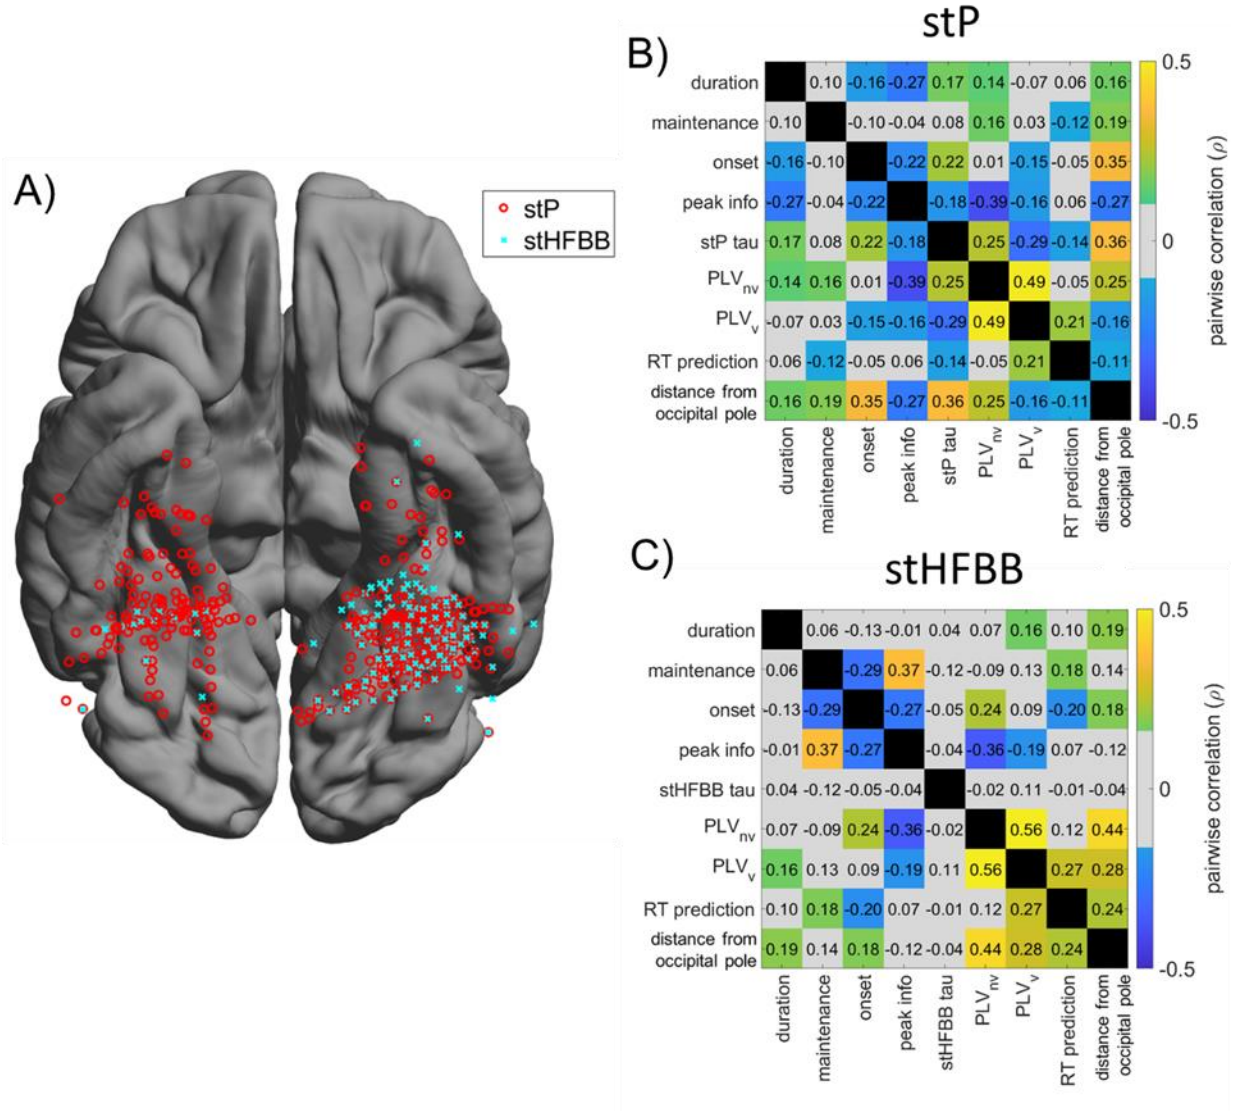 A)
stP
stHFBB
B)
stP
duration 0.10 -0.16 -0.27 0.17 0.14 -0.07 0.06 0.16
maintenance 0.10 -0.10 -0.04 0.08 0.16 0.03 -0.12 0.19
onset -0.16 -0.10 -0.22 0.22 0.01 -0.15 -0.05 0.35
peak info -0.27 -0.04 -0.22 -0.18 -0.39 -0.16 0.06 -0.27
stP tau 0.17 0.08 0.22 -0.18 0.25 -0.29 -0.14 0.36
PLVnv 0.14 0.16 0.01 -0.39 0.25 0.49 -0.05 0.25
PLVv -0.07 0.03 -0.15 -0.16 -0.29 0.49 0.21 -0.16
RT prediction 0.06 -0.12 -0.05 0.06 -0.14 -0.05 0.21 -0.11
distance from
occipital pole 0.16 0.19 0.35 -0.27 0.36 0.25 -0.16 -0.11
duration
maintenance
onset
peak info
stP tau
PLVnv
PLVv
RT prediction
distance from
occipital pole
0.5
0
-0.5
pairwise correlation (ρ)
C)
stHFBB
duration 0.06 -0.13 -0.01 0.04 0.07 0.16 0.10 0.19
maintenance 0.06 -0.29 0.37 -0.12 -0.09 0.13 0.18 0.14
onset -0.13 -0.29 -0.27 -0.05 0.24 0.09 -0.20 0.18
peak info -0.01 0.37 -0.27 -0.04 -0.36 -0.19 0.07 -0.12
stHFBB tau 0.04 -0.12 -0.05 -0.04 -0.02 0.11 -0.01 -0.04
PLVnv 0.07 -0.09 0.24 -0.36 -0.02 0.56 0.12 0.44
PLVv 0.16 0.13 0.09 -0.19 0.11 0.56 0.27 0.28
RT prediction 0.10 0.18 -0.20 0.07 -0.01 0.12 0.27 0.24
distance from
occipital pole 0.19 0.14 0.18 -0.12 -0.04 0.44 0.28 0.24
duration
maintenance
onset
peak info
stHFBB tau
PLVnv
PLVv
RT prediction
distance from
occipital pole
0.5
0
-0.5
pairwise correlation (ρ)